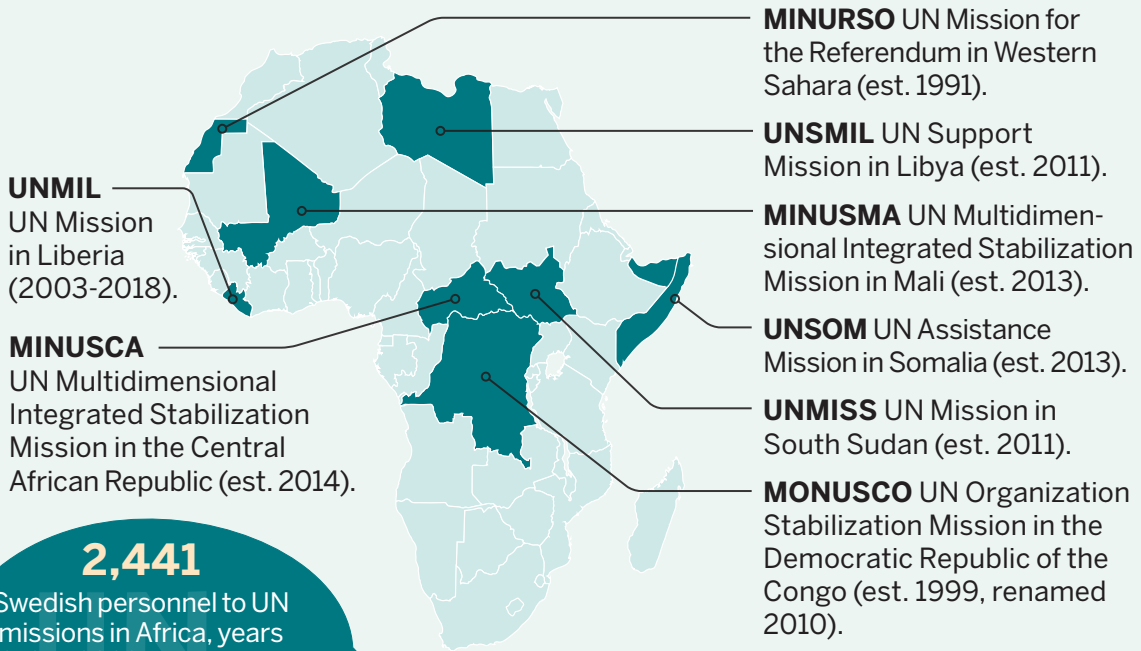 MINURSO UN Mission for
the Referendum in Western
Sahara (est. 1991).
UNSMIL UN Support
Mission in Libya (est. 2011).
MINUSMA UN Multidimen-
sional Integrated Stabilization
Mission in Mali (est. 2013).
UNSOM UN Assistance
Mission in Somalia (est. 2013).
UNMISS UN Mission in
South Sudan (est. 2011).
MONUSCO UN Organization
Stabilization Mission in the
Democratic Republic of the
Congo (est. 1999, renamed
2010).
UNMIL
UN Mission
in Liberia
(2003-2018).
MINUSCA
UN Multidimensional
Integrated Stabilization
Mission in the Central
African Republic (est. 2014).
2,441
Swedish personnel to UN
missions in Africa, years
UN